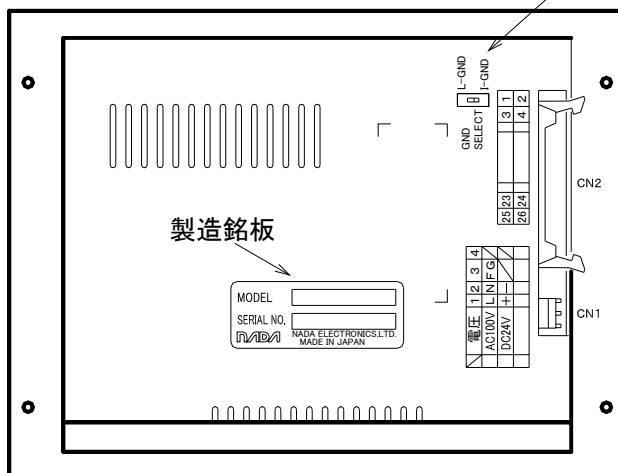 L-GND
I-GND
GND
SELECT
1 2
3 4
23 24
25 26
CN2
製造銘板
MODEL
SERIAL NO.
NADA NADA ELECTRONICS,LTD.
MADE IN JAPAN
電圧 1 2 3 4
AC100V L N F G
DC24V + -
CN1